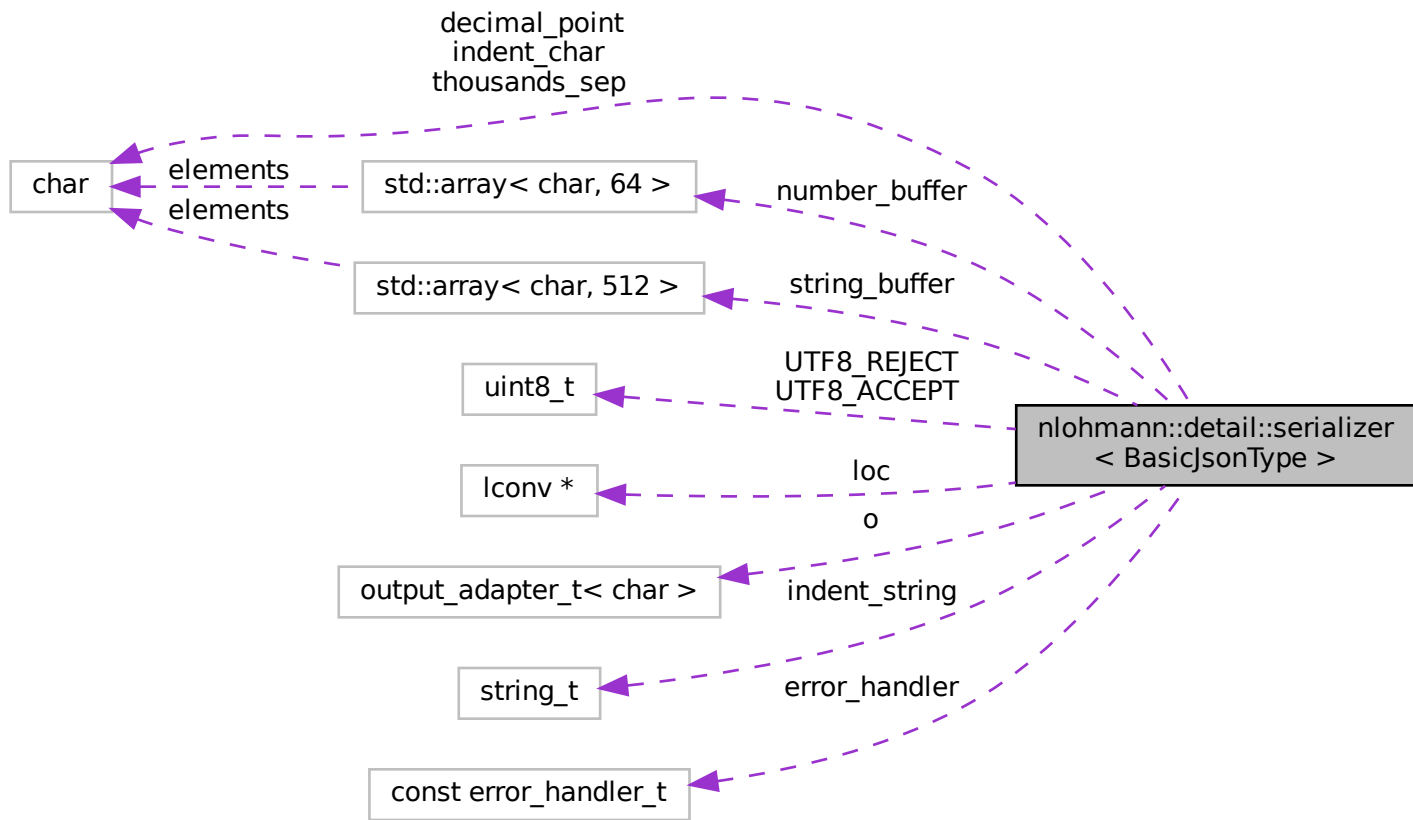 decimal_point
indent_char
thousands_sep
char
elements
std::array< char, 64 >
number_buffer
elements
std::array< char, 512 >
string_buffer
uint8_t
UTF8_REJECT
UTF8_ACCEPT
nlohmann::detail::serializer
< BasicJsonType >
lconv *
loc
o
output_adapter_t< char >
indent_string
string_t
error_handler
const error_handler_t